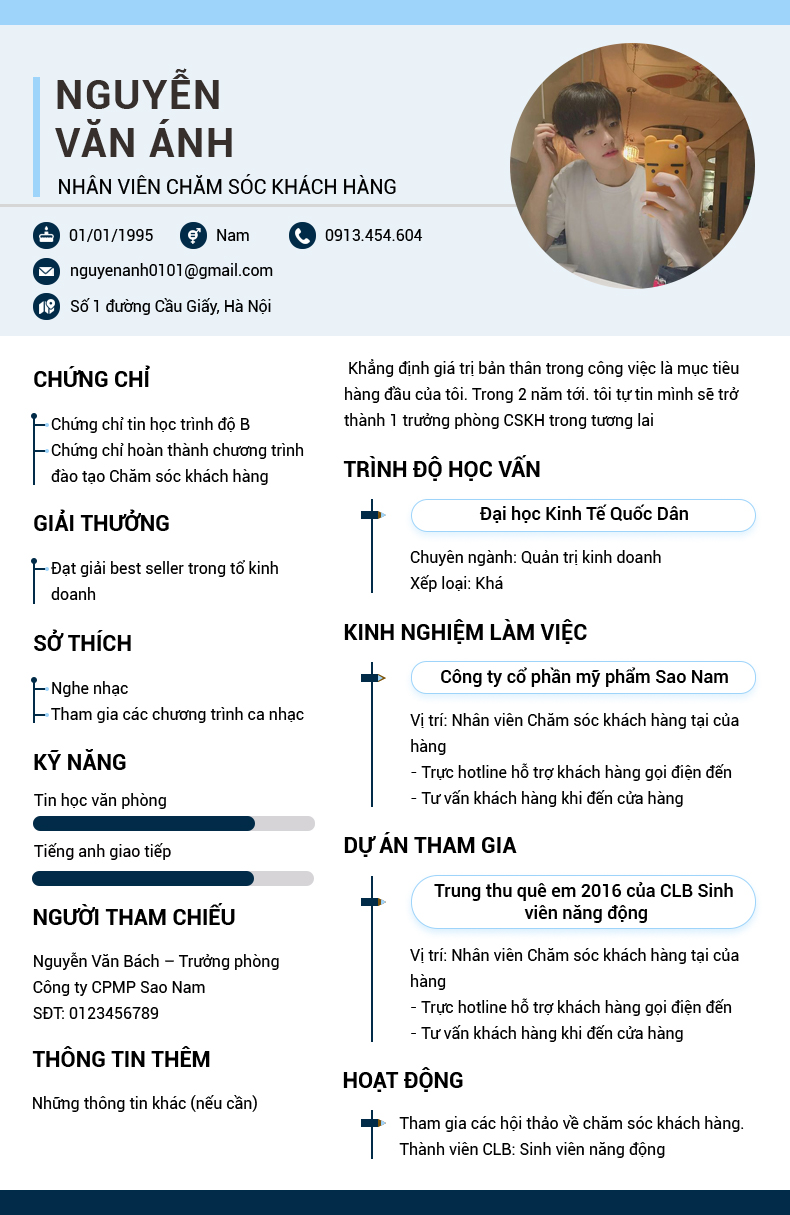 NGUYỄN
VĂN ÁNH
NHÂN VIÊN CHĂM SÓC KHÁCH HÀNG
01/01/1995 Nam 0913.454.604
nguyenanh0101@gmail.com
Số 1 đường Cầu Giấy, Hà Nội
CHỨNG CHỈ
Chứng chỉ tin học trình độ B
Chứng chỉ hoàn thành chương trình
đào tạo Chăm sóc khách hàng
GIẢI THƯỞNG
Đạt giải best seller trong tố kinh
doanh
SỞ THÍCH
Nghe nhạc
Tham gia các chương trình ca nhạc
KỸ NĂNG
Tin học văn phòng
Tiếng anh giao tiếp
NGƯỜI THAM CHIẾU
Nguyễn Văn Bách – Trưởng phòng
Công ty CPMP Sao Nam
SĐT: 0123456789
THÔNG TIN THÊM
Những thông tin khác (nếu cần)
Khẳng định giá trị bản thân trong công việc là mục tiêu
hàng đầu của tôi. Trong 2 năm tới. tôi tự tin mình sẽ trở
thành 1 trưởng phòng CSKH trong tương lai
TRÌNH ĐỘ HỌC VẤN
Đại học Kinh Tế Quốc Dân
Chuyên ngành: Quản trị kinh doanh
Xếp loại: Khá
KINH NGHIỆM LÀM VIỆC
Công ty cổ phần mỹ phẩm Sao Nam
Vị trí: Nhân viên Chăm sóc khách hàng tại của
hàng
- Trực hotline hỗ trợ khách hàng gọi điện đến
- Tư vấn khách hàng khi đến cửa hàng
DỰ ÁN THAM GIA
Trung thu quê em 2016 của CLB Sinh
viên năng động
Vị trí: Nhân viên Chăm sóc khách hàng tại của
hàng
- Trực hotline hỗ trợ khách hàng gọi điện đến
- Tư vấn khách hàng khi đến cửa hàng
HOẠT ĐỘNG
Tham gia các hội thảo về chăm sóc khách hàng.
Thành viên CLB: Sinh viên năng động